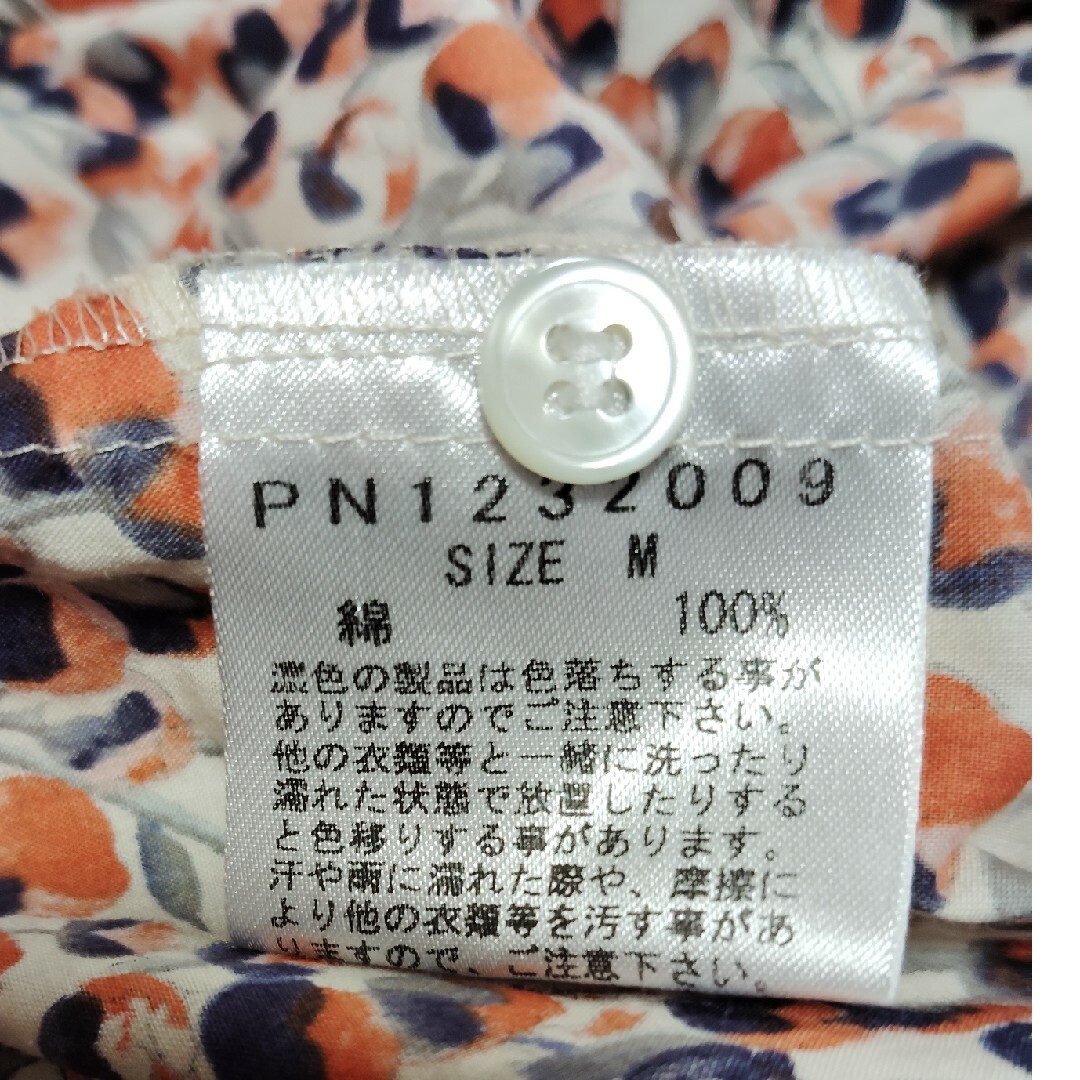 PN1232009
SIZE M
綿 100%
濃色の製品は色落ちする事が
ありますのでご注意下さい。
他の衣類等と一緒に洗ったり
濡れた状態で放置したりする
と色移りする事があります。
汗や雨に濡れた際や、摩擦に
より他の衣類等を汚す事があ
りますので、ご注意下さい。